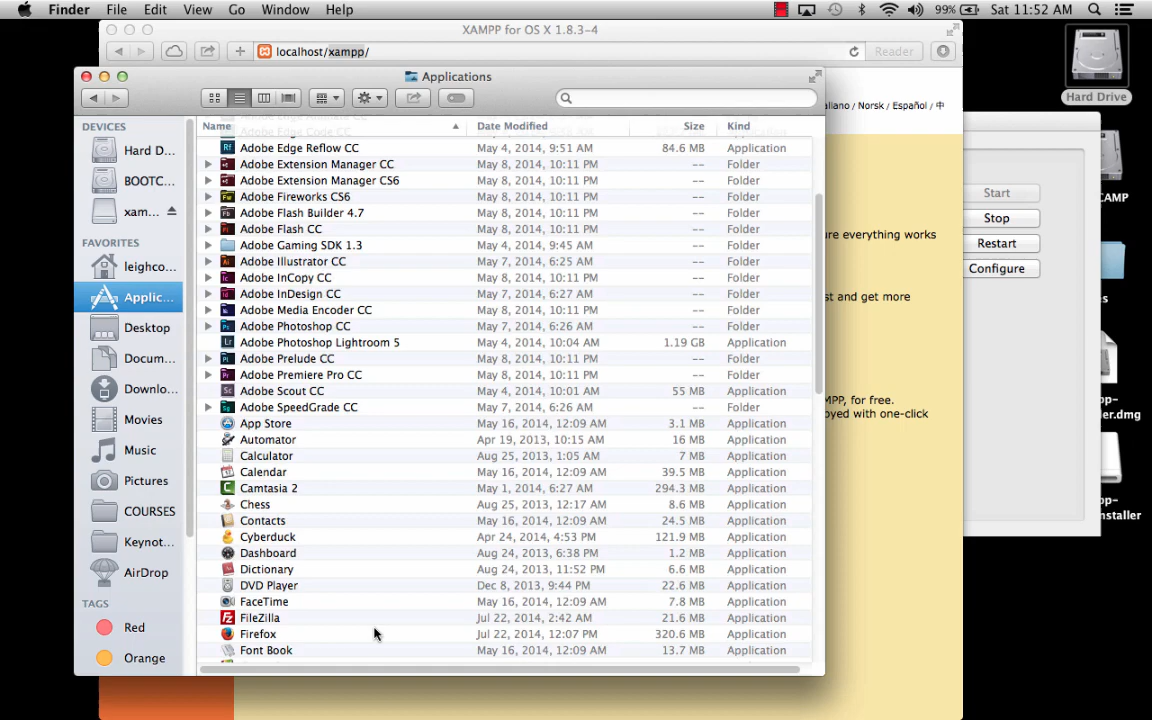 Finder File Edit View Go Window Help 99% Sat 11:52 AM
XAMPP for OS X 1.8.3-4
localhost/xampp/ Reader
Applications
Hard Drive
aliano / Norsk / Español / 中
Name Date Modified Size Kind
DEVICES
Hard D...
BOOTC...
xam...
FAVORITES
leighco...
Applic...
Desktop
Docum...
Downlo...
Movies
Music
Pictures
COURSES
Keynot...
AirDrop
TAGS
Red
Orange
Adobe Edge Code CC
Adobe Edge Reflow CC May 4, 2014, 9:51 AM 84.6 MB Application
Adobe Extension Manager CC May 8, 2014, 10:11 PM -- Folder
Adobe Extension Manager CS6 May 8, 2014, 10:11 PM -- Folder
Adobe Fireworks CS6 May 8, 2014, 10:11 PM -- Folder
Adobe Flash Builder 4.7 May 8, 2014, 10:11 PM -- Folder
Adobe Flash CC May 8, 2014, 10:11 PM -- Folder
Adobe Gaming SDK 1.3 May 4, 2014, 9:45 AM -- Folder
Adobe Illustrator CC May 7, 2014, 6:25 AM -- Folder
Adobe InCopy CC May 8, 2014, 10:11 PM -- Folder
Adobe InDesign CC May 7, 2014, 6:27 AM -- Folder
Adobe Media Encoder CC May 8, 2014, 10:11 PM -- Folder
Adobe Photoshop CC May 7, 2014, 6:26 AM -- Folder
Adobe Photoshop Lightroom 5 May 4, 2014, 10:04 AM 1.19 GB Application
Adobe Prelude CC May 8, 2014, 10:11 PM -- Folder
Adobe Premiere Pro CC May 8, 2014, 10:11 PM -- Folder
Adobe Scout CC May 4, 2014, 10:01 AM 55 MB Application
Adobe SpeedGrade CC May 7, 2014, 6:26 AM -- Folder
App Store May 16, 2014, 12:09 AM 3.1 MB Application
Automator Apr 19, 2013, 10:15 AM 16 MB Application
Calculator Aug 25, 2013, 1:05 AM 7 MB Application
Calendar May 16, 2014, 12:09 AM 39.5 MB Application
Camtasia 2 May 1, 2014, 6:27 AM 294.3 MB Application
Chess Aug 25, 2013, 12:17 AM 8.6 MB Application
Contacts May 16, 2014, 12:09 AM 24.5 MB Application
Cyberduck Apr 24, 2014, 4:53 PM 121.9 MB Application
Dashboard Aug 24, 2013, 6:38 PM 1.2 MB Application
Dictionary Aug 24, 2013, 11:52 PM 6.6 MB Application
DVD Player Dec 8, 2013, 9:44 PM 22.6 MB Application
FaceTime May 16, 2014, 12:09 AM 7.8 MB Application
FileZilla Jul 22, 2014, 2:42 AM 21.6 MB Application
Firefox Jul 22, 2014, 12:07 PM 320.6 MB Application
Font Book May 16, 2014, 12:09 AM 13.7 MB Application
ure everything works
st and get more
MPP, for free.
oyed with one-click
Start
Stop
Restart
Configure
CAMP
es
pp-
ler.dmg
pp-
nstaller